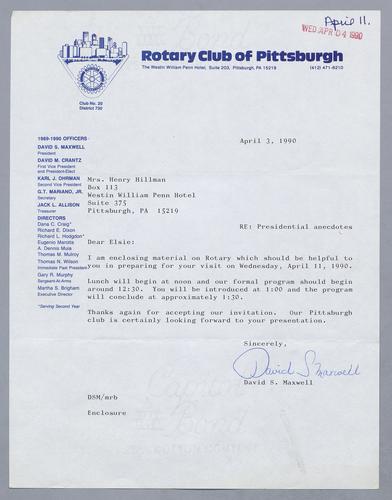 April 11.
WED APR 04 1990
Rotary Club of Pittsburgh
The Westin William Penn Hotel, Suite 203, Pittsburgh, PA 15219 (412) 471-6210
Club No. 20
District 730
1989-1990 OFFICERS
DAVID S. MAXWELL
President
DAVID M. CRANTZ
First Vice President
and President-Elect
KARL J. OHRMAN
Second Vice President
G.T. MARIANO, JR.
Secretary
JACK L. ALLISON
Treasurer
DIRECTORS
Dana C. Craig*
Richard E. Dixon
Richard L. Hodgdon*
Eugenio Marotta
A. Dennis Muia
Thomas M. Mulroy
Thomas N. Wilson
Immediate Past President
Gary R. Murphy
Sergeant-At-Arms
Martha S. Brigham
Executive Director
*Serving Second Year
April 3, 1990
Mrs. Henry Hillman
Box 113
Westin William Penn Hotel
Suite 375
Pittsburgh, PA 15219
RE: Presidential anecdotes
Dear Elsie:
I am enclosing material on Rotary which should be helpful to
you in preparing for your visit on Wednesday, April 11, 1990.
Lunch will begin at noon and our formal program should begin
around 12:30. You will be introduced at 1:00 and the program
will conclude at approximately 1:30.
Thanks again for accepting our invitation. Our Pittsburgh
club is certainly looking forward to your presentation.
Sincerely,
David S Maxwell
David S. Maxwell
DSM/mrb
Enclosure